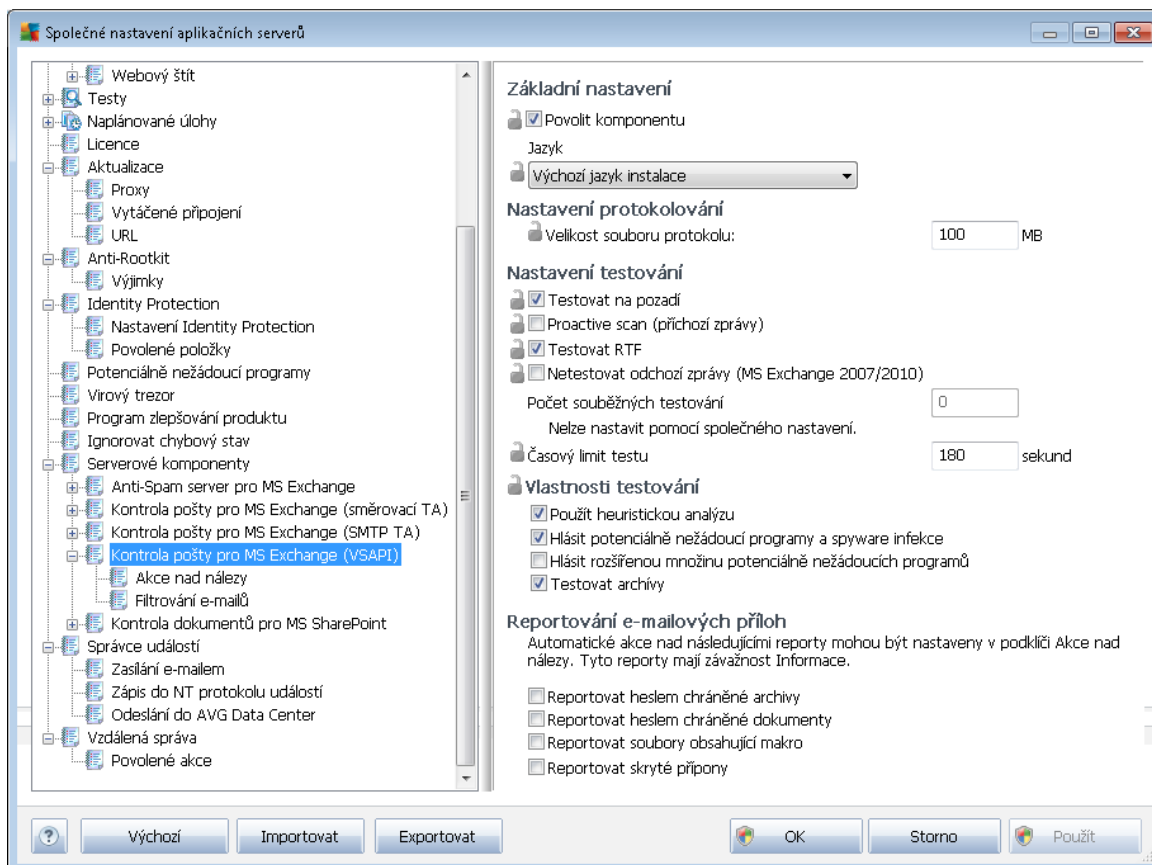 Společné nastavení aplikačních serverů
Webový štít
Testy
Naplánované úlohy
Licence
Aktualizace
Proxy
Vytáčené připojení
URL
Anti-Rootkit
Výjimky
Identity Protection
Nastavení Identity Protection
Povolené položky
Potenciálně nežádoucí programy
Virový trezor
Program zlepšování produktu
Ignorovat chybový stav
Serverové komponenty
Anti-Spam server pro MS Exchange
Kontrola pošty pro MS Exchange (směrovací TA)
Kontrola pošty pro MS Exchange (SMTP TA)
Kontrola pošty pro MS Exchange (VSAPI)
Akce nad nálezy
Filtrování e-mailů
Kontrola dokumentů pro MS SharePoint
Správce událostí
Zasílání e-mailem
Zápis do NT protokolu událostí
Odeslání do AVG Data Center
Vzdálená správa
Povolené akce
Základní nastavení
Povolit komponentu
Jazyk
Výchozí jazyk instalace
Nastavení protokolování
Velikost souboru protokolu: 100 MB
Nastavení testování
Testovat na pozadí
Proactive scan (příchozí zprávy)
Testovat RTF
Netestovat odchozí zprávy (MS Exchange 2007/2010)
Počet souběžných testování 0
Nelze nastavit pomocí společného nastavení.
Časový limit testu 180 sekund
Vlastnosti testování
Použít heuristickou analýzu
Hlásit potenciálně nežádoucí programy a spyware infekce
Hlásit rozšířenou množinu potenciálně nežádoucích programů
Testovat archívy
Reportování e-mailových příloh
Automatické akce nad následujícími reporty mohou být nastaveny v podklíči Akce nad
nálezy. Tyto reporty mají závažnost Informace.
Reportovat heslem chráněné archivy
Reportovat heslem chráněné dokumenty
Reportovat soubory obsahující makro
Reportovat skryté přípony
? Výchozí Importovat Exportovat OK Storno Použít